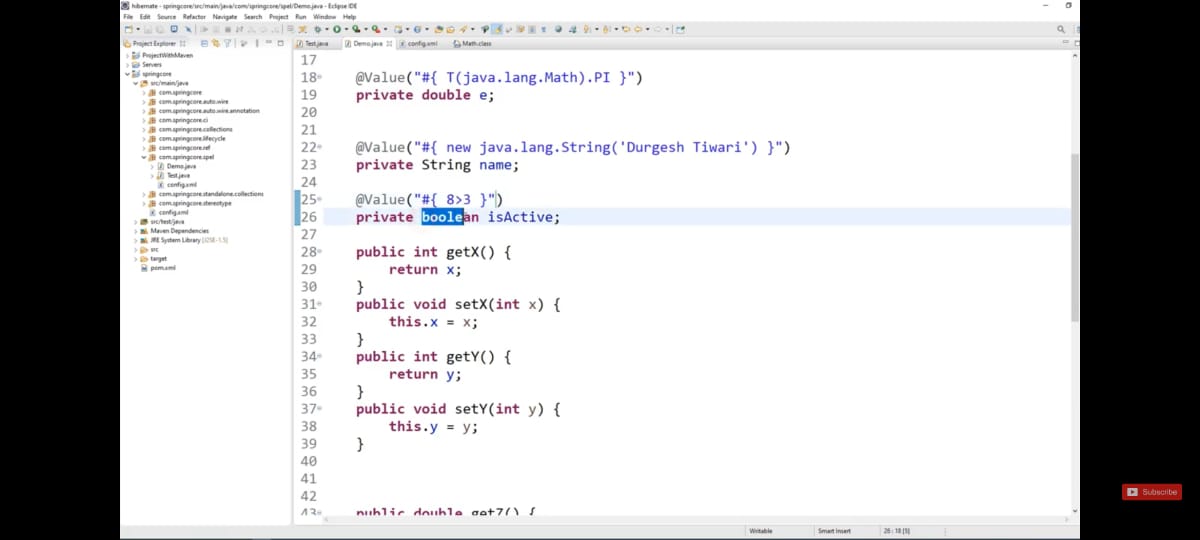 hibernate - springcore/src/main/java/com/springcore/spel/Demo.java - Eclipse IDE
File Edit Source Refactor Navigate Search Project Run Window Help
Project Explorer
Test.java Demo.java config.xml Math.class
ProjectWithMaven
Servers
springcore
src/main/java
com.springcore
com.springcore.auto.wire
com.springcore.auto.wire.annotation
com.springcore.ci
com.springcore.collections
com.springcore.lifecycle
com.springcore.ref
com.springcore.spel
Demo.java
Test.java
config.xml
com.springcore.standalone.collections
com.springcore.stereotype
config.xml
src/test/java
Maven Dependencies
JRE System Library [J2SE-1.5]
src
target
pom.xml
17
18 @Value("#{ T(java.lang.Math).PI }")
19 private double e;
20
21
22 @Value("#{ new java.lang.String('Durgesh Tiwari') }")
23 private String name;
24
25 @Value("#{ 8>3 }")
26 private boolean isActive;
27
28 public int getX() {
29 return x;
30 }
31 public void setX(int x) {
32 this.x = x;
33 }
34 public int getY() {
35 return y;
36 }
37 public void setY(int y) {
38 this.y = y;
39 }
40
41
42
43 public double getZ() {
Writable Smart Insert 26 : 18 [5]
Subscribe